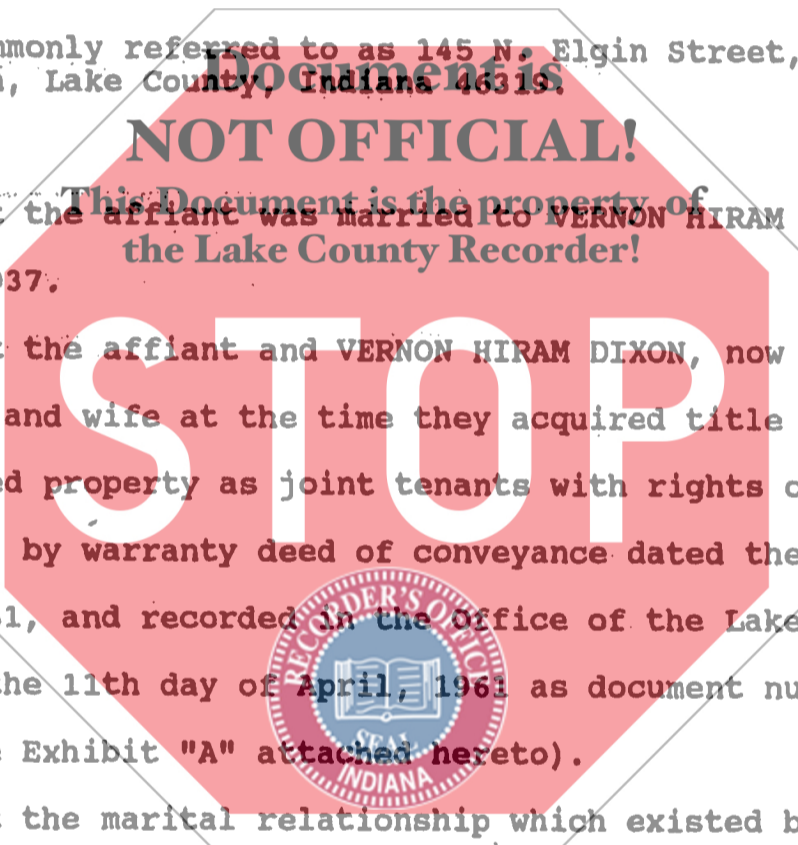 mmonly referred to as 145 N. Elgin Street,
Document is
, Lake County, Indiana 46319.
NOT OFFICIAL!
This Document is the property of
the affiant was married to VERNON HIRAM
the Lake County Recorder!
37.
the affiant and VERNON HIRAM DIXON, now
STOP
and wife at the time they acquired title
ed property as joint tenants with rights o
by warranty deed of conveyance dated the
1, and recorded in the Office of the Lake
he 11th day of April, 1961 as document nu
Exhibit "A" attached hereto).
RECORDER'S OFFICE
SEAL
INDIANA
the marital relationship which existed b